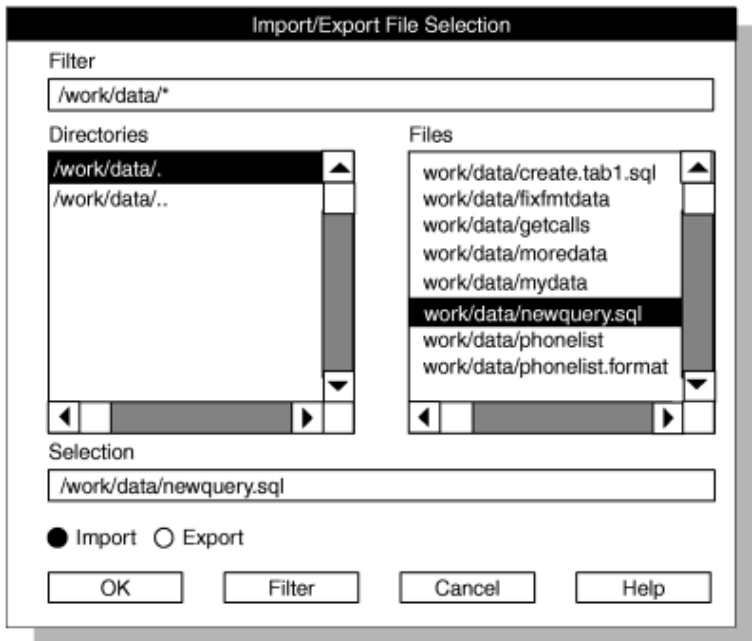 Import/Export File Selection
Filter
/work/data/*
Directories
/work/data/.
/work/data/..
Files
work/data/create.tab1.sql
work/data/fixfmtdata
work/data/getcalls
work/data/moredata
work/data/mydata
work/data/newquery.sql
work/data/phonelist
work/data/phonelist.format
Selection
/work/data/newquery.sql
Import Export
OK Filter Cancel Help